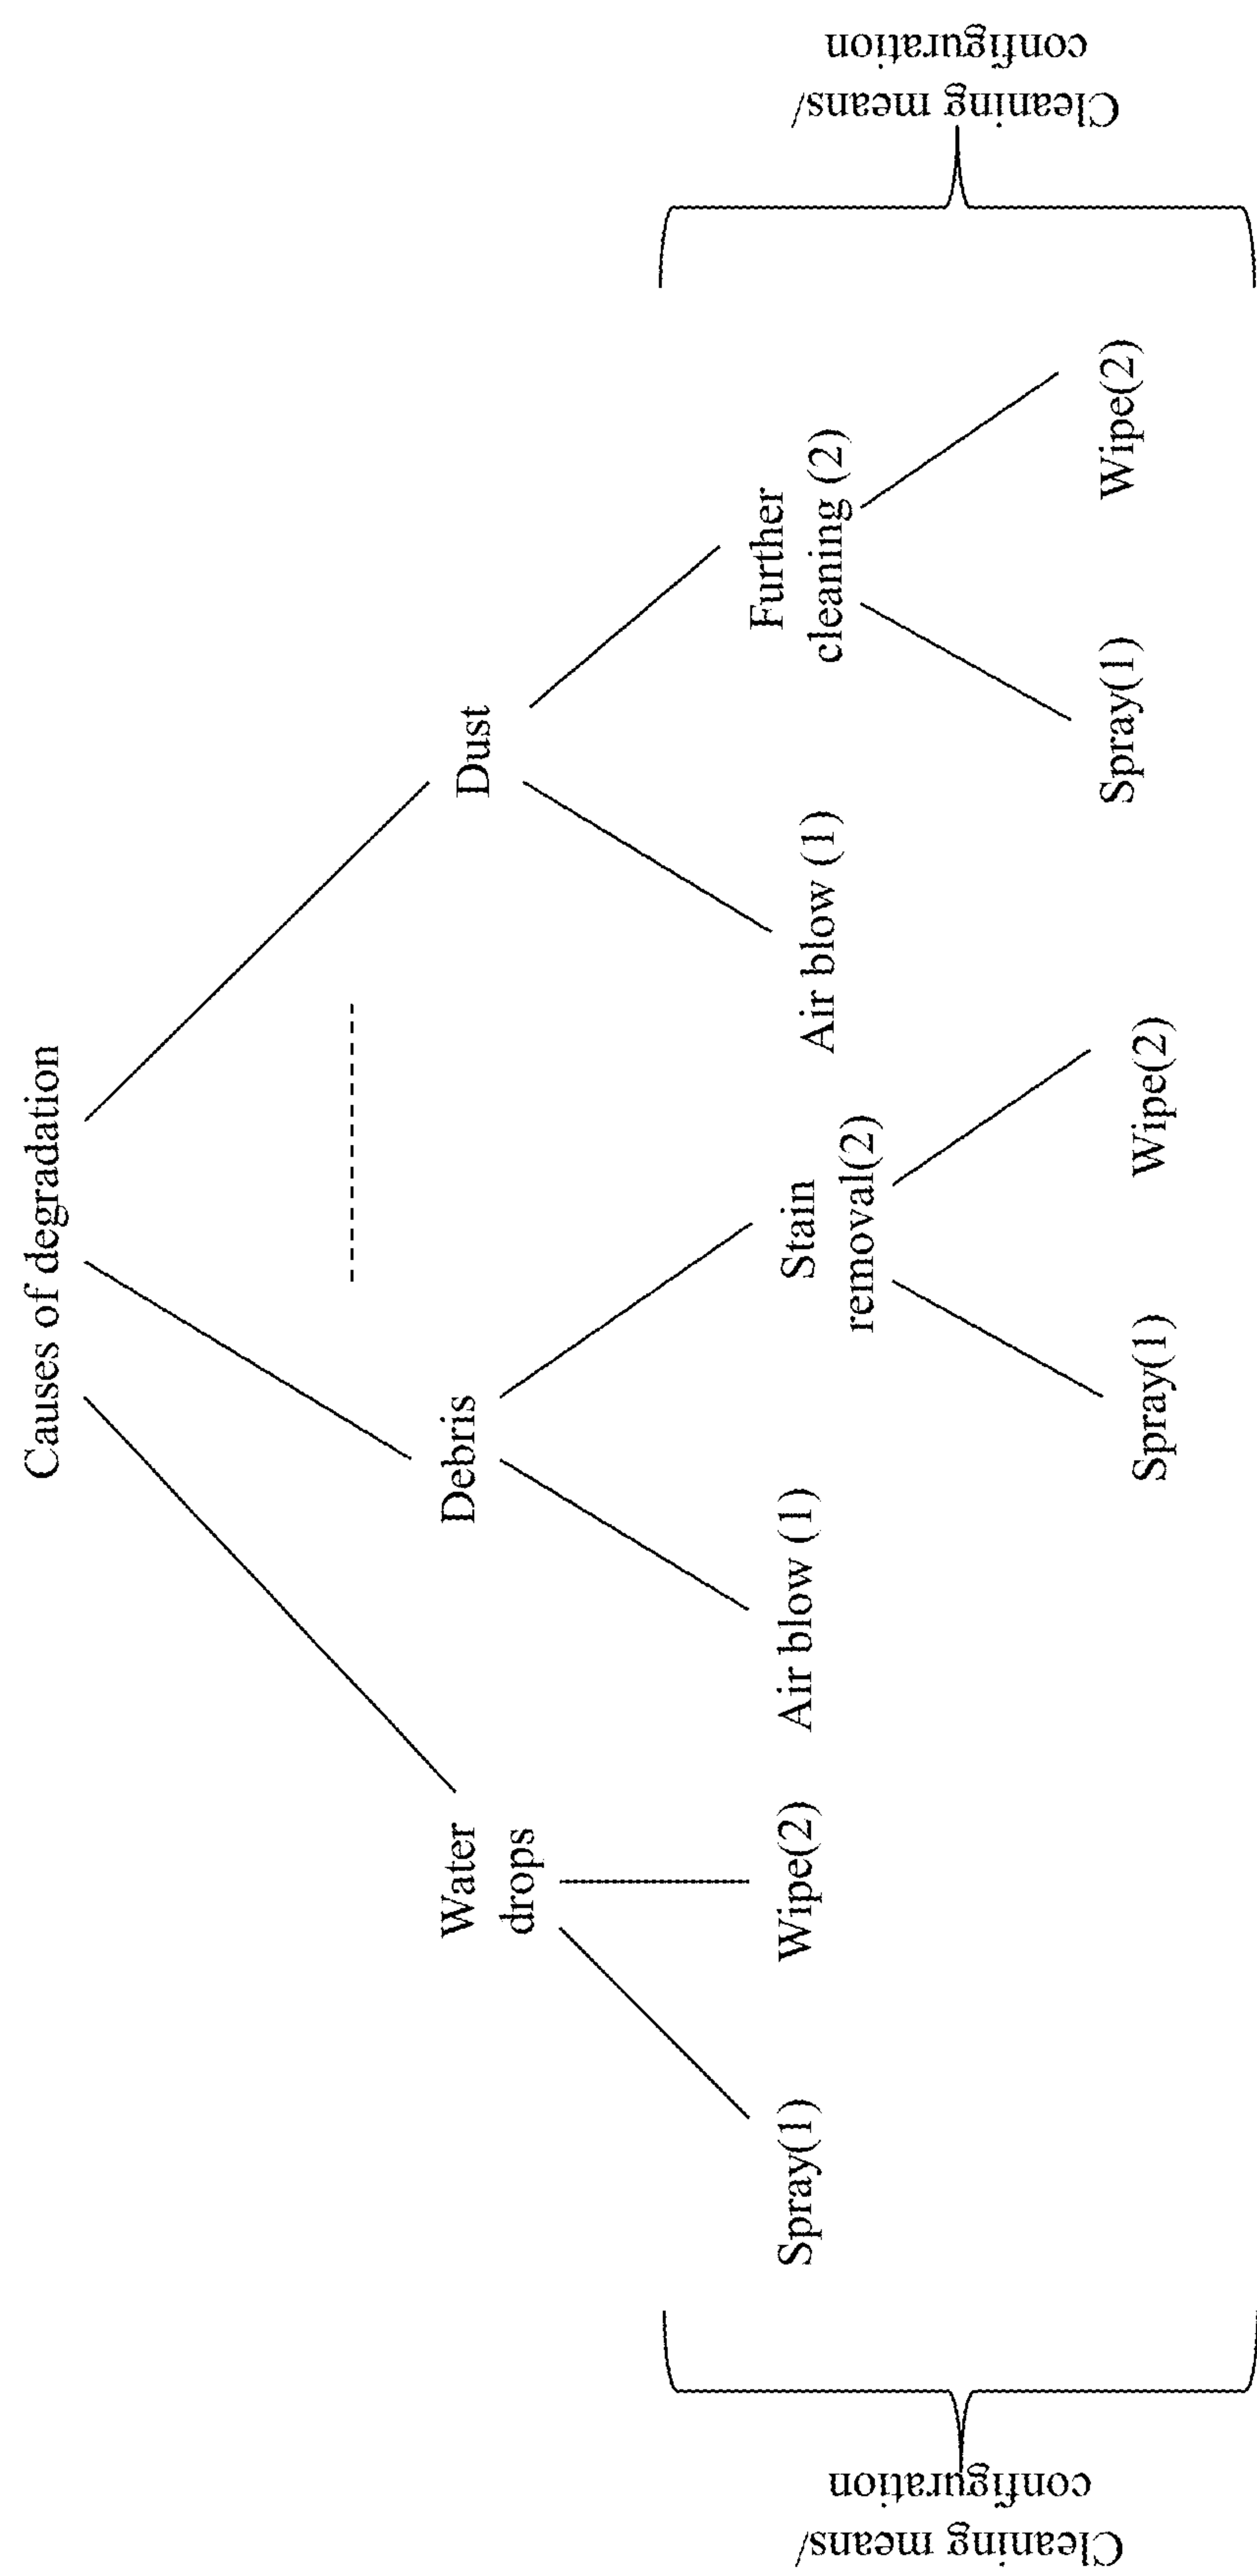 Causes of degradation
Water
drops
Debris
Dust
Spray(1)
Wipe(2)
Air blow (1)
Stain
removal(2)
Air blow (1)
Further
cleaning (2)
Spray(1)
Wipe(2)
Spray(1)
Wipe(2)
Cleaning means/
configuration
Cleaning means/
configuration